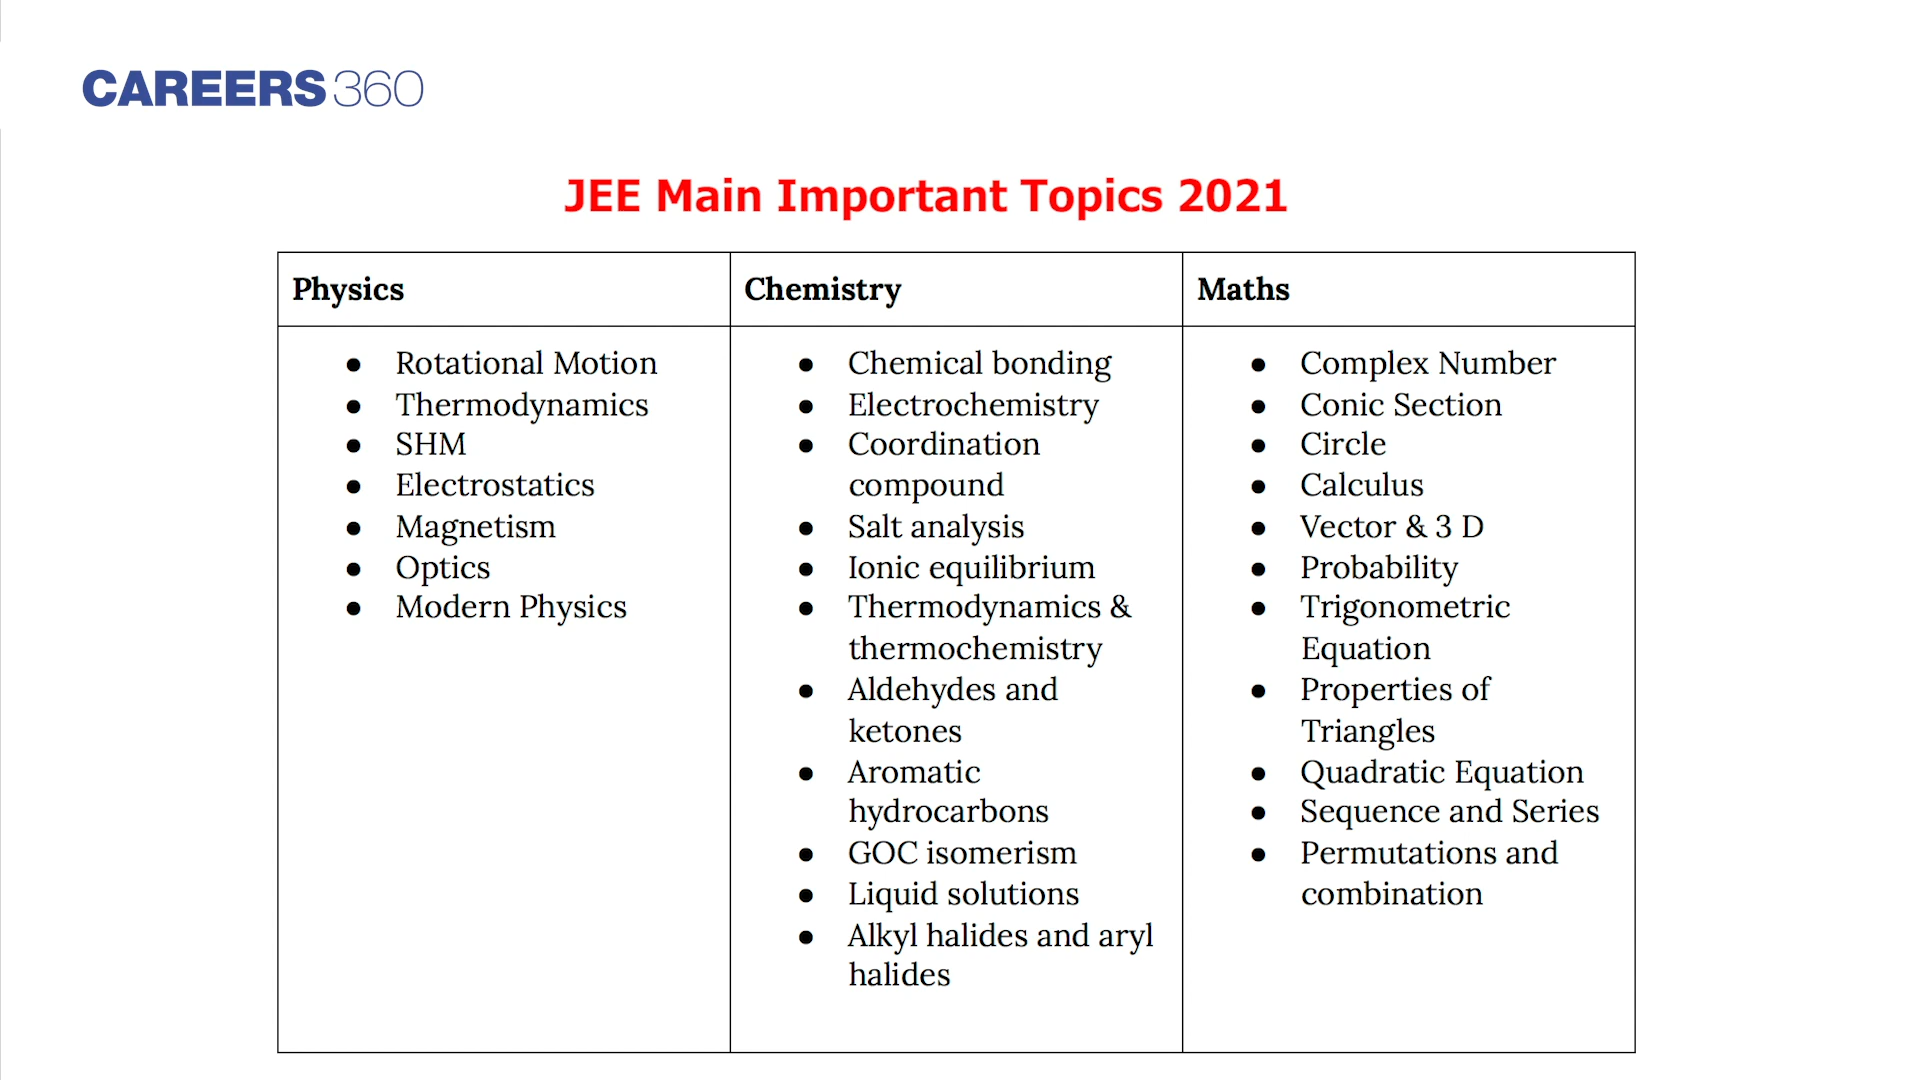 CAREERS360
JEE Main Important Topics 2021
Physics
Chemistry
Maths
● Rotational Motion
● Thermodynamics
● SHM
● Electrostatics
● Magnetism
● Optics
● Modern Physics
● Chemical bonding
● Electrochemistry
● Coordination
compound
● Salt analysis
● Ionic equilibrium
● Thermodynamics &
thermochemistry
● Aldehydes and
ketones
● Aromatic
hydrocarbons
● GOC isomerism
● Liquid solutions
● Alkyl halides and aryl
halides
● Complex Number
● Conic Section
● Circle
● Calculus
● Vector & 3 D
● Probability
● Trigonometric
Equation
● Properties of
Triangles
● Quadratic Equation
● Sequence and Series
● Permutations and
combination